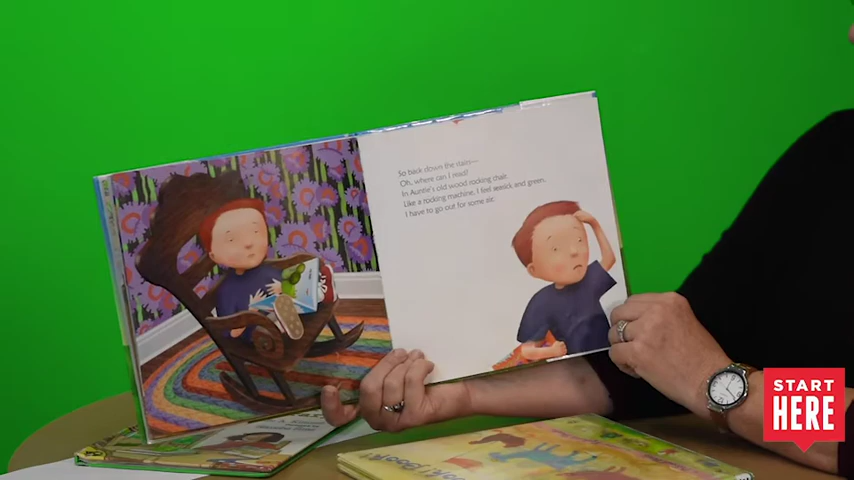 So back down the stairs—
Oh, where can I read?
In Auntie's old wood rocking chair.
Like a rocking machine, I feel seesick and green.
I have to go out for some air.
START
HERE